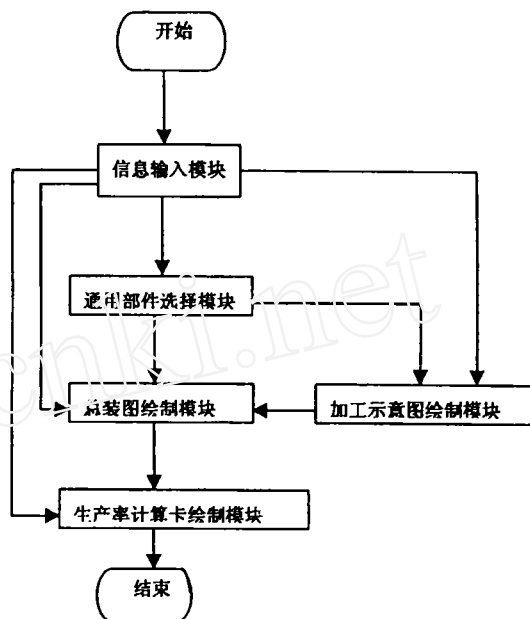 开始
信息输入模块
通用部件选择模块
总装图绘制模块
加工示意图绘制模块
生产率计算卡绘制模块
结束
cnki.net